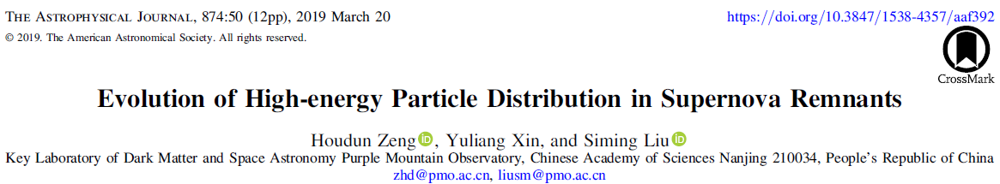 THE ASTROPHYSICAL JOURNAL, 874:50 (12pp), 2019 March 20
https://doi.org/10.3847/1538-4357/aaf392
© 2019. The American Astronomical Society. All rights reserved.
CrossMark
Evolution of High-energy Particle Distribution in Supernova Remnants
Houdun Zeng iD, Yuliang Xin, and Siming Liu iD
Key Laboratory of Dark Matter and Space Astronomy Purple Mountain Observatory, Chinese Academy of Sciences Nanjing 210034, People's Republic of China
zhd@pmo.ac.cn, liusm@pmo.ac.cn